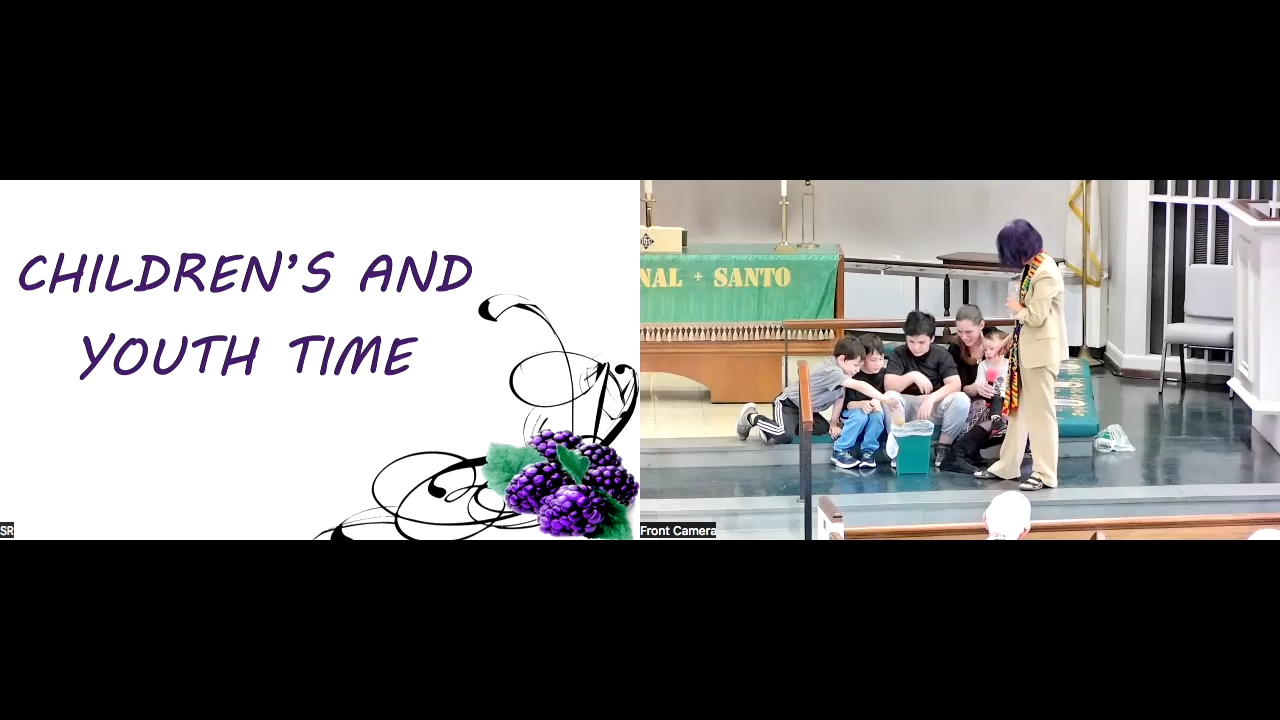 CHILDREN'S AND
YOUTH TIME
SR
NAL + SANTO
Front Camera